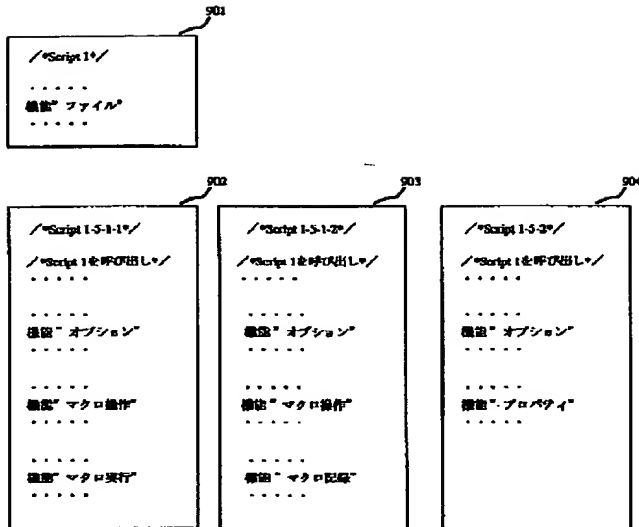 901
/*Script 1*/
・・・・・
機能” ファイル”
・・・・・
902
/*Script 1-5-1-1*/
/*Script 1を呼び出し*/
・・・・・
・・・・・
機能” オプション”
・・・・・
・・・・・
機能” マクロ操作”
・・・・・
・・・・・
機能” マクロ実行”
・・・・・
903
/*Script 1-5-1-2*/
/*Script 1を呼び出し*/
・・・・・
・・・・・
機能” オプション”
・・・・・
・・・・・
機能” マクロ操作”
・・・・・
・・・・・
機能” マクロ記録”
・・・・・
904
/*Script 1-5-2*/
/*Script 1を呼び出し*/
・・・・・
・・・・・
機能” オプション”
・・・・・
・・・・・
機能” プロパティ”
・・・・・